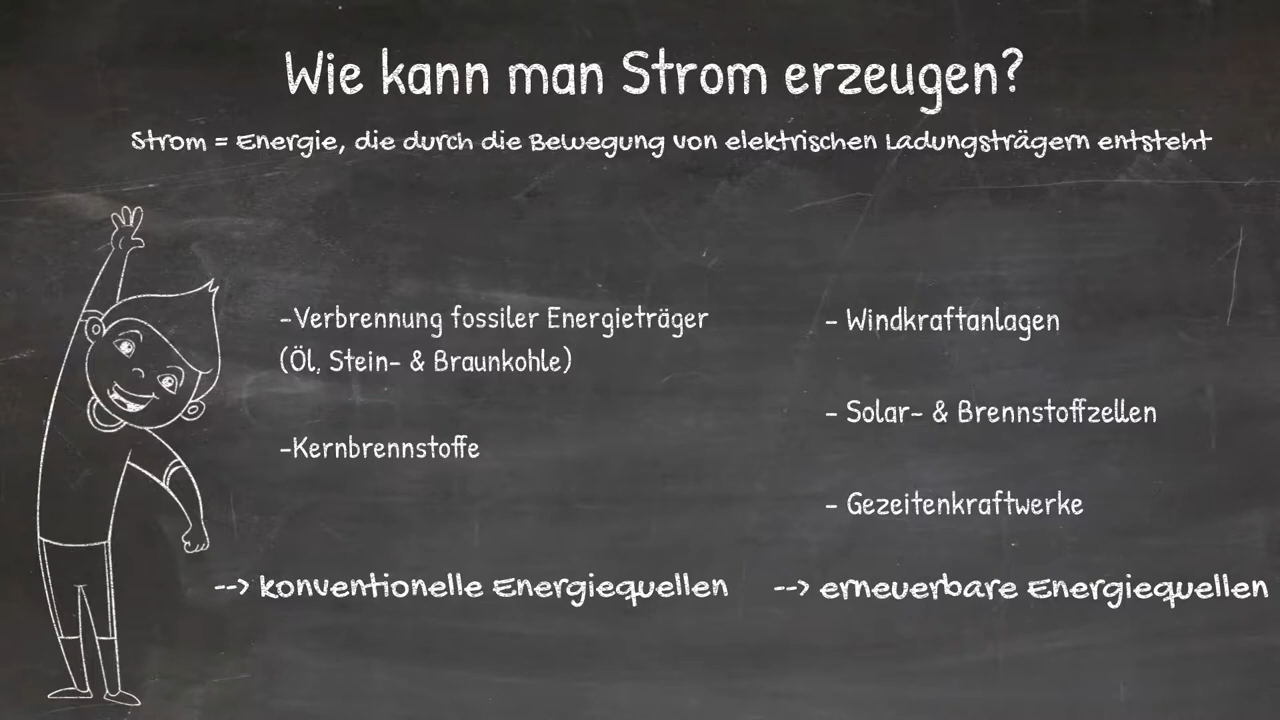 Wie kann man Strom erzeugen?
Strom = Energie, die durch die Bewegung von elektrischen Ladungsträgern entsteht
-Verbrennung fossiler Energieträger
(Öl, Stein- & Braunkohle)
-Kernbrennstoffe
--> konventionelle Energiequellen
- Windkraftanlagen
- Solar- & Brennstoffzellen
- Gezeitenkraftwerke
--> erneuerbare Energiequellen